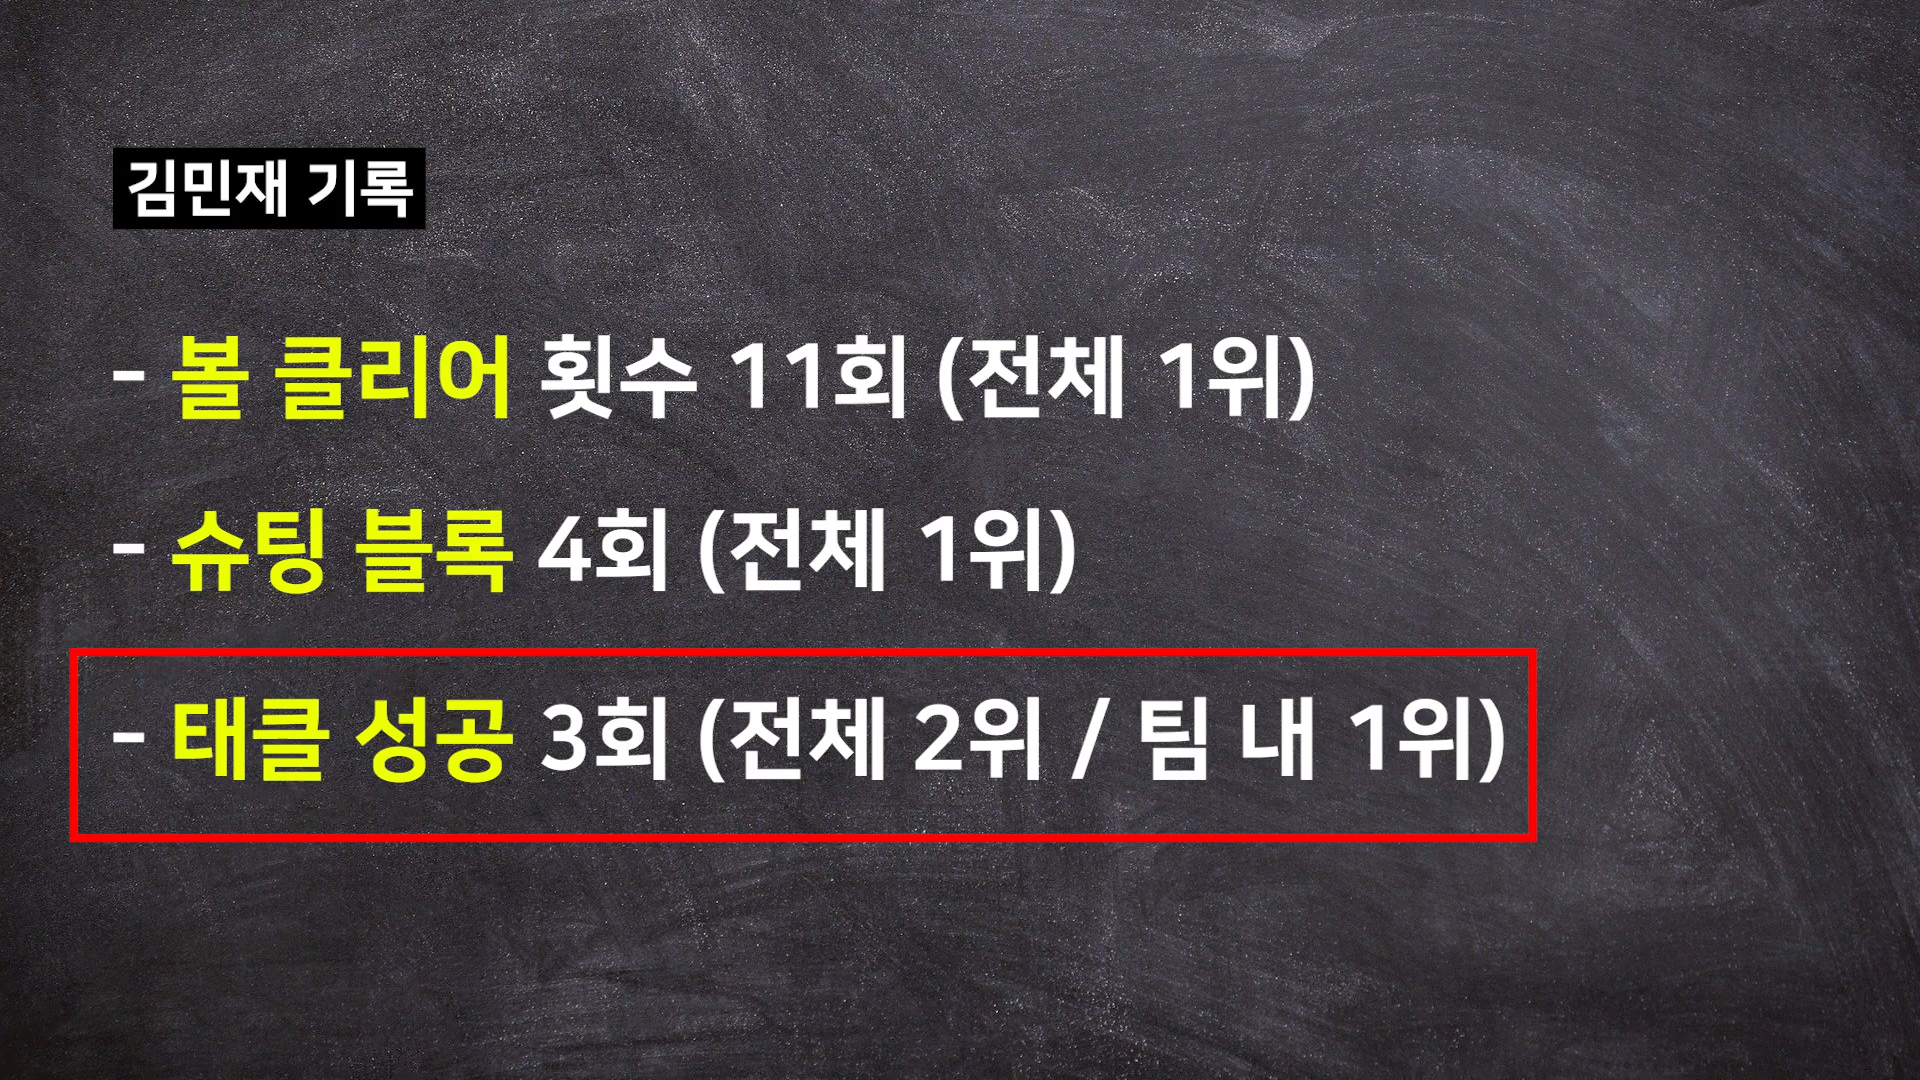 김민재 기록
- 볼 클리어 횟수 11회 (전체 1위)
- 슈팅 블록 4회 (전체 1위)
- 태클 성공 3회 (전체 2위 / 팀 내 1위)